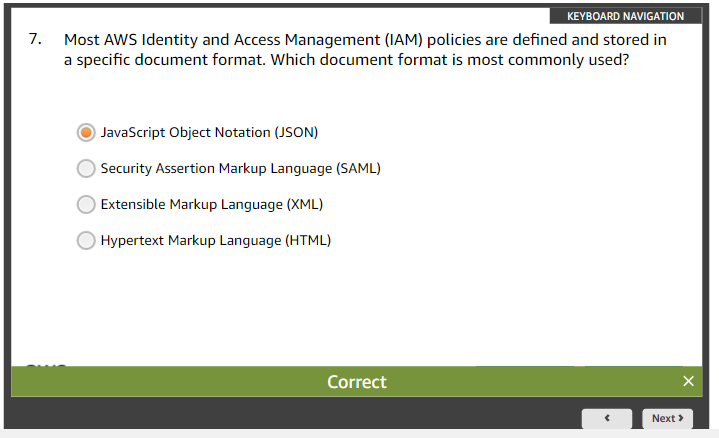 KEYBOARD NAVIGATION
7. Most AWS Identity and Access Management (IAM) policies are defined and stored in
a specific document format. Which document format is most commonly used?
JavaScript Object Notation (JSON)
Security Assertion Markup Language (SAML)
Extensible Markup Language (XML)
Hypertext Markup Language (HTML)
Correct
Next